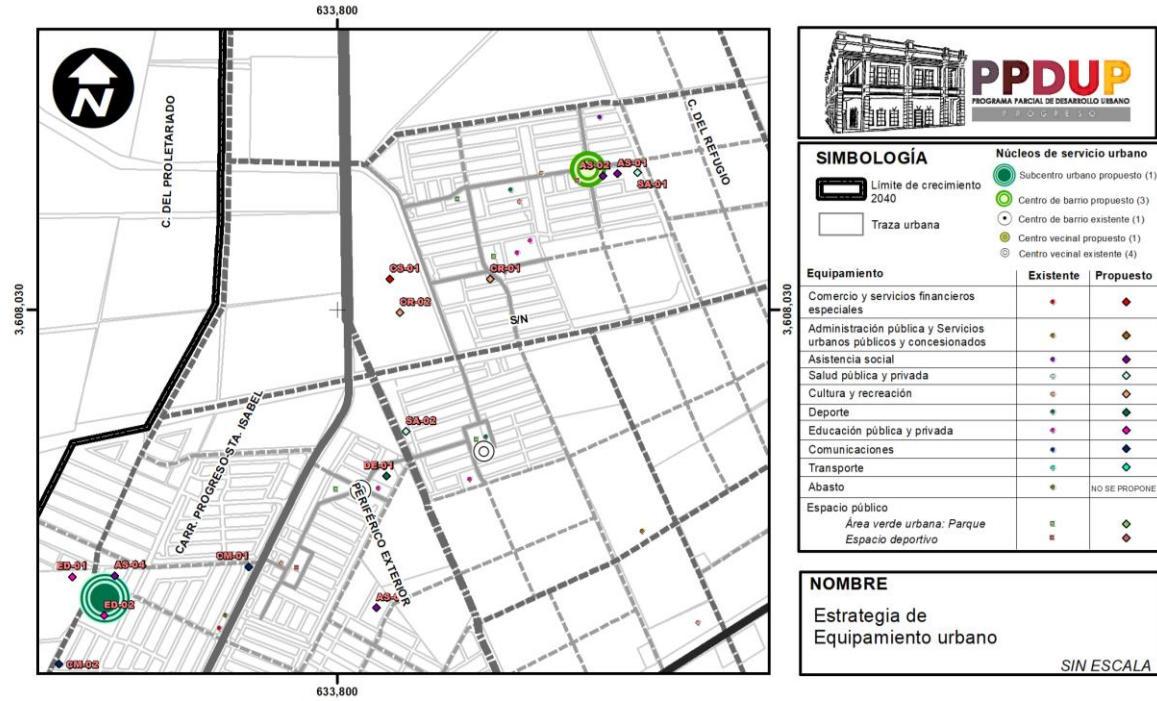 633,800
3,608,030
N
C. DEL PROLETARIADO
C. DEL REFUGIO
AS-02
AS-01
SA-01
CS-01
CR-01
CR-02
S/N
SA-02
CARR. PROGRESO-STA. ISABEL
DE-01
PERIFÉRICO EXTERIOR
CM-01
ED-01
AS-04
ED-02
CM-02
3,608,030
633,800
PPDUP
PROGRAMA PARCIAL DE DESARROLLO URBANO
PROGRESO
SIMBOLOGÍA
Límite de crecimiento
2040
Traza urbana
Núcleos de servicio urbano
Subcentro urbano propuesto (1)
Centro de barrio propuesto (3)
Centro de barrio existente (1)
Centro vecinal propuesto (1)
Centro vecinal existente (4)
Equipamiento Existente Propuesto
Comercio y servicios financieros
especiales
Administración pública y Servicios
urbanos públicos y concesionados
Asistencia social
Salud pública y privada
Cultura y recreación
Deporte
Educación pública y privada
Comunicaciones
Transporte
Abasto NO SE PROPONE
Espacio público
Área verde urbana: Parque
Espacio deportivo
NOMBRE
Estrategia de
Equipamiento urbano
SIN ESCALA